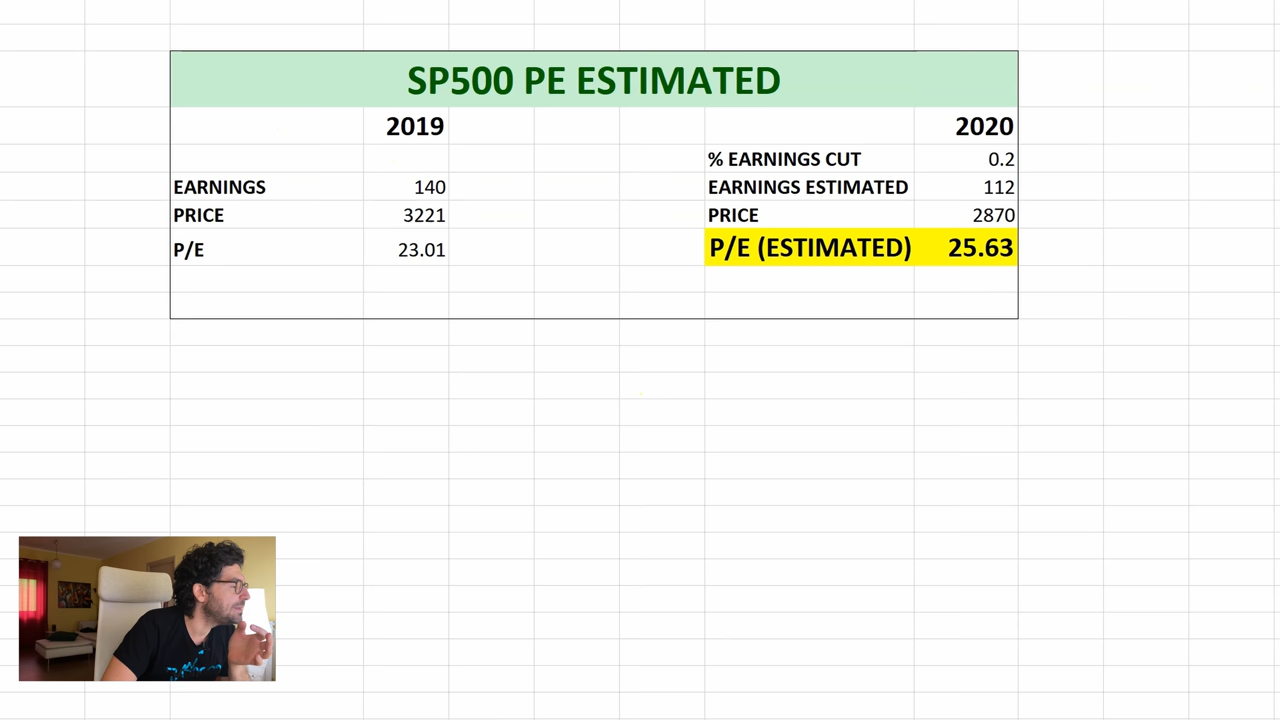 SP500 PE ESTIMATED
2019 2020
% EARNINGS CUT 0.2
EARNINGS 140 EARNINGS ESTIMATED 112
PRICE 3221 PRICE 2870
P/E 23.01 P/E (ESTIMATED) 25.63